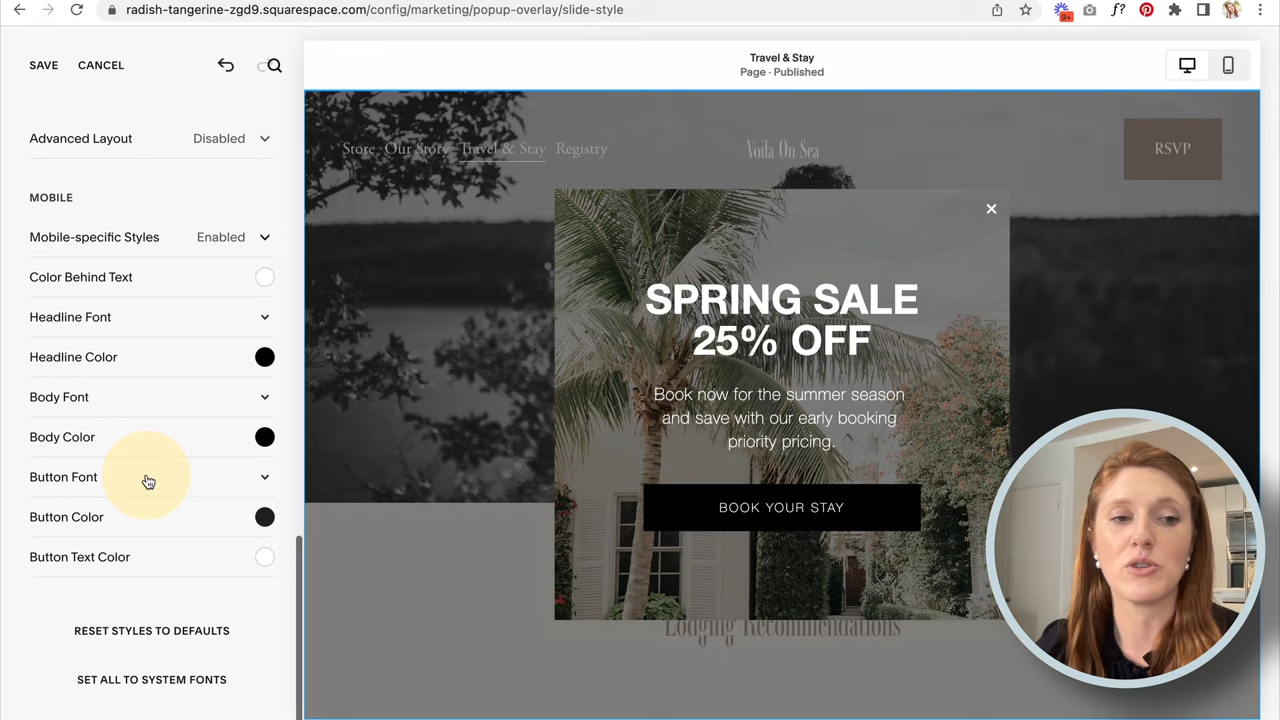 radish-tangerine-zgd9.squarespace.com/config/marketing/popup-overlay/slide-style
f?
9+
SAVE
CANCEL
Travel & Stay
Page · Published
Advanced Layout
Disabled
MOBILE
Mobile-specific Styles
Enabled
Color Behind Text
Headline Font
Headline Color
Body Font
Body Color
Button Font
Button Color
Button Text Color
RESET STYLES TO DEFAULTS
SET ALL TO SYSTEM FONTS
Store Our Story Travel & Stay Registry
Voila On Sea
RSVP
SPRING SALE
25% OFF
Book now for the summer season
and save with our early booking
priority pricing.
BOOK YOUR STAY
Lodging Recommendations